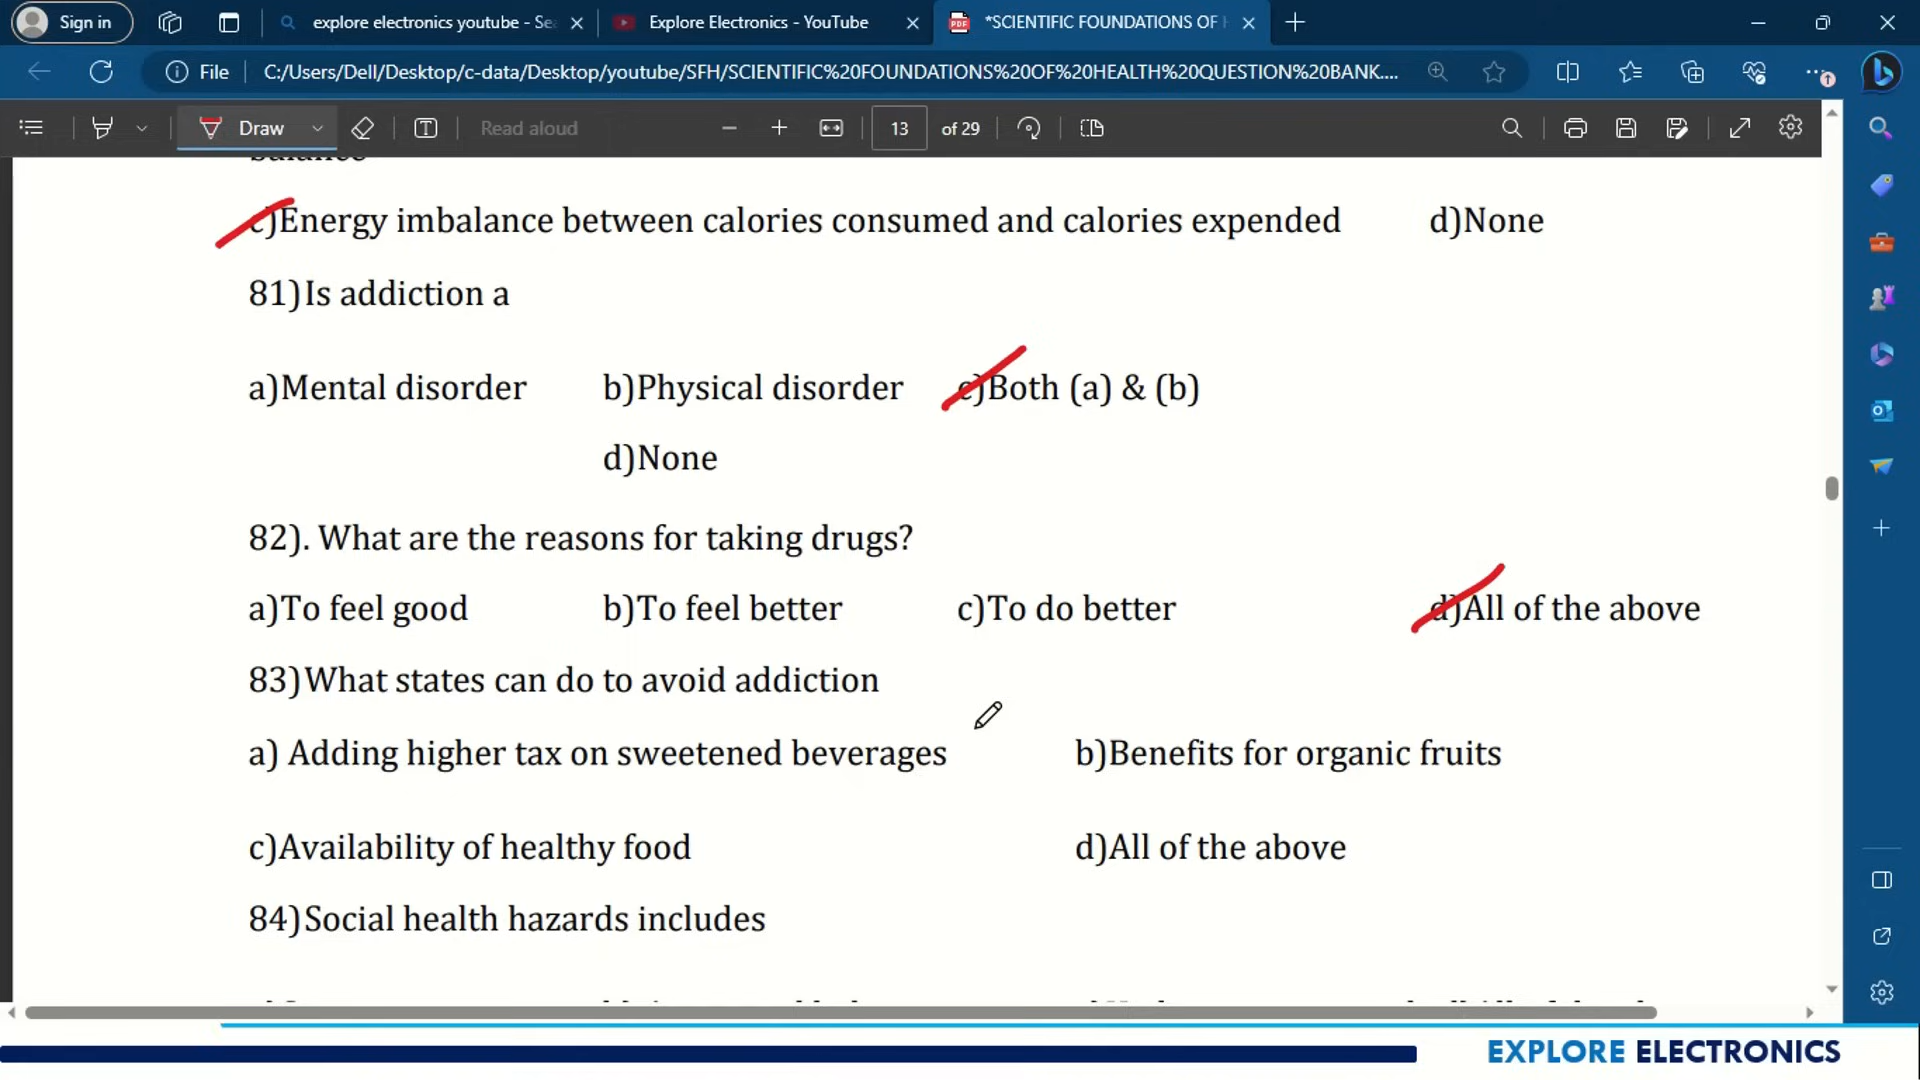 Sign in
explore electronics youtube - Se
Explore Electronics - YouTube
*SCIENTIFIC FOUNDATIONS OF H
File
C:/Users/Dell/Desktop/c-data/Desktop/youtube/SFH/SCIENTIFIC%20FOUNDATIONS%20OF%20HEALTH%20QUESTION%20BANK....
Draw
Read aloud
13
of 29
balance
c)Energy imbalance between calories consumed and calories expended d)None
81)Is addiction a
a)Mental disorder b)Physical disorder c)Both (a) & (b)
d)None
82). What are the reasons for taking drugs?
a)To feel good b)To feel better c)To do better d)All of the above
83)What states can do to avoid addiction
a) Adding higher tax on sweetened beverages b)Benefits for organic fruits
c)Availability of healthy food d)All of the above
84)Social health hazards includes
EXPLORE ELECTRONICS